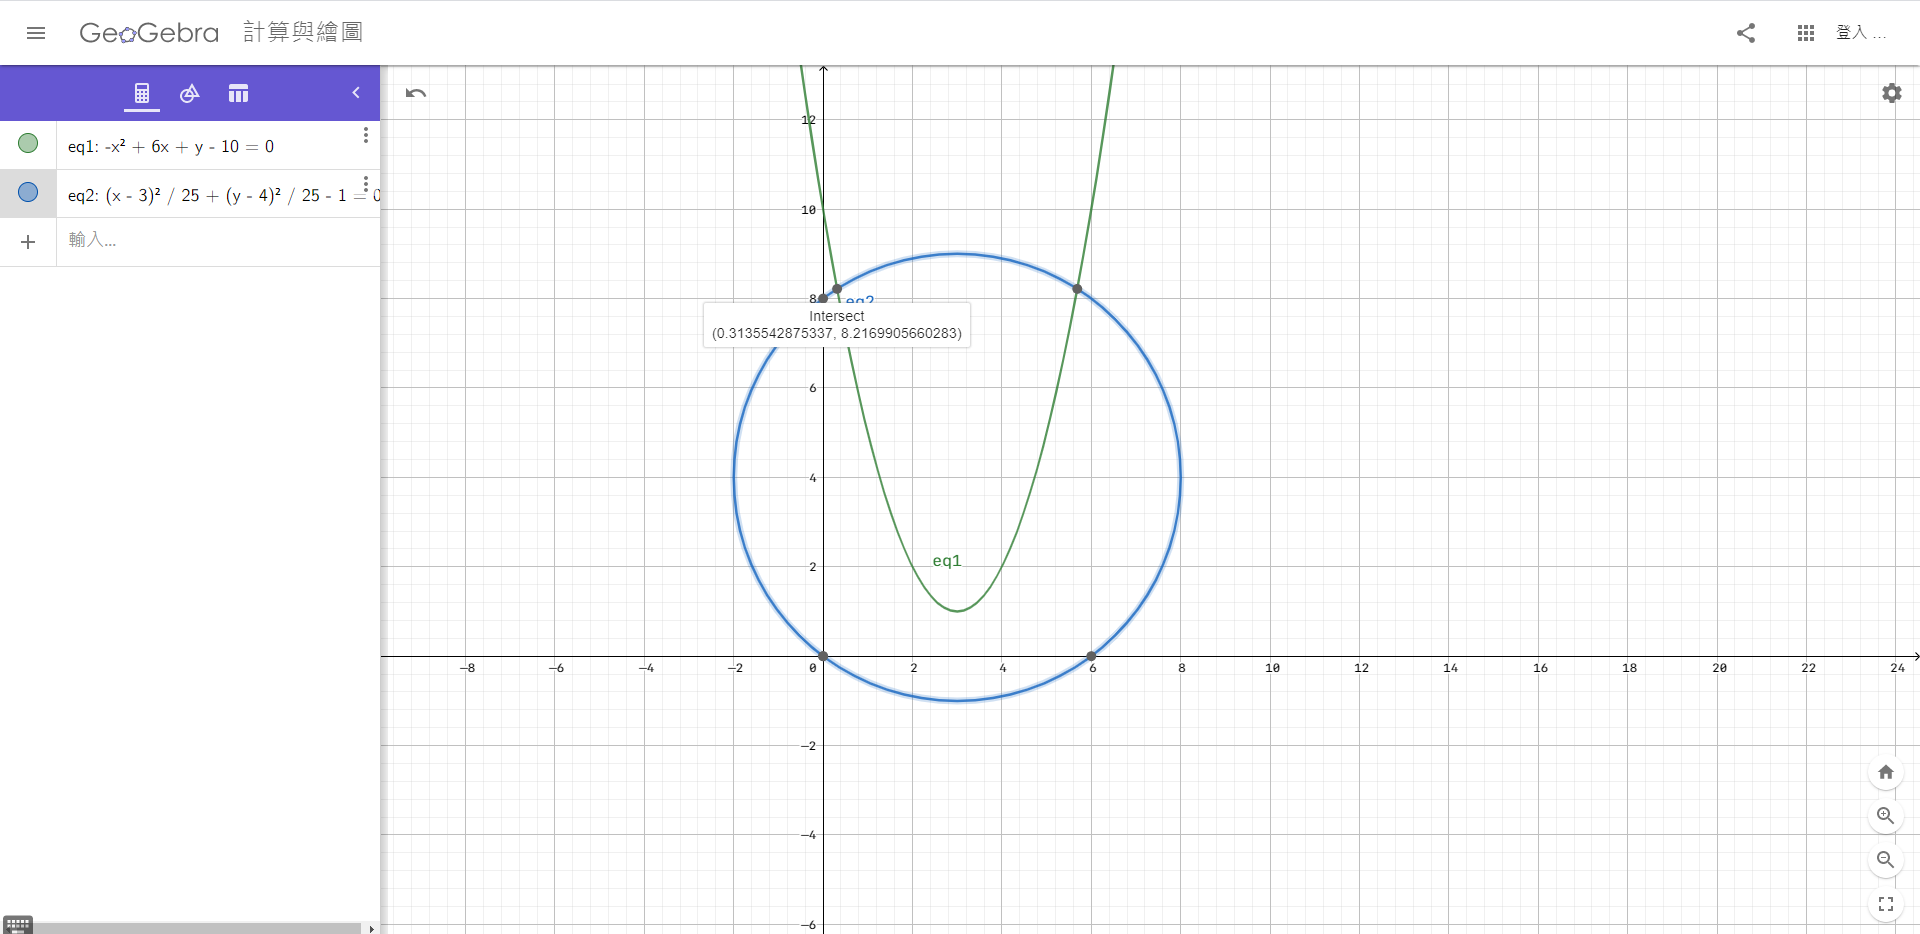 GeoGebra 計算與繪圖 登入 ...
eq1: -x² + 6x + y - 10 = 0
eq2: (x - 3)² / 25 + (y - 4)² / 25 - 1 = 0
輸入...
12
10
8
eq2
Intersect
(0.3135542875337, 8.2169905660283)
6
4
eq1
2
−8 −6 −4 −2 0 2 4 6 8 10 12 14 16 18 20 22 24
−2
−4
−6